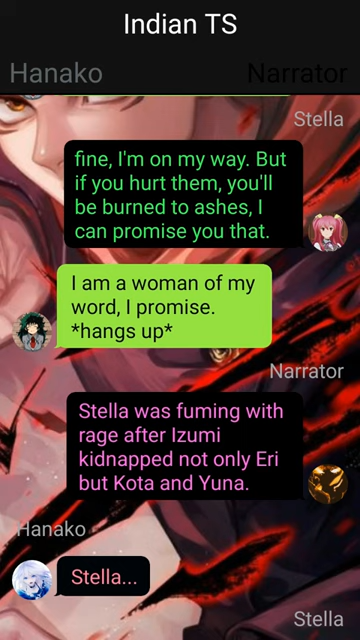 Indian TS
Hanako
Narrator
Stella
fine, I'm on my way. But
if you hurt them, you'll
be burned to ashes, I
can promise you that.
I am a woman of my
word, I promise.
*hangs up*
Narrator
Stella was fuming with
rage after Izumi
kidnapped not only Eri
but Kota and Yuna.
Hanako
Stella...
Stella